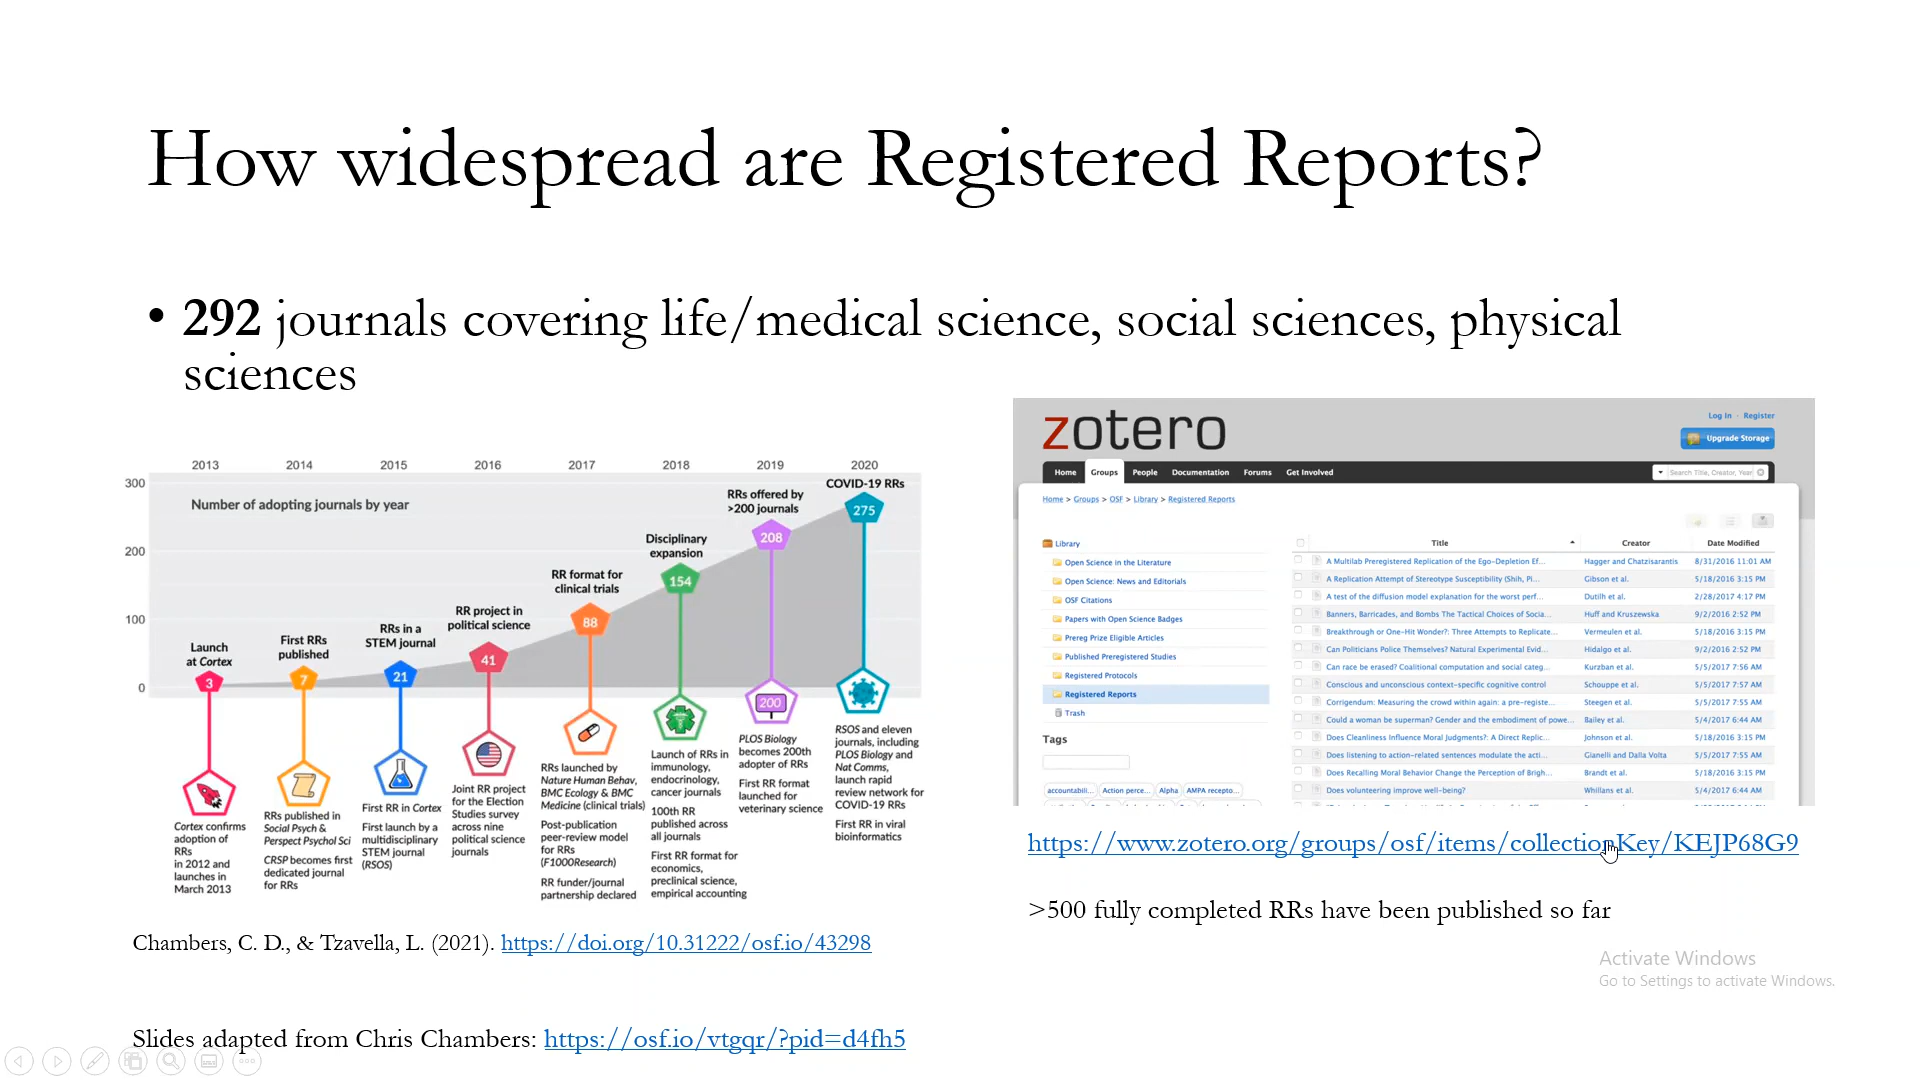 How widespread are Registered Reports?
• 292 journals covering life/medical science, social sciences, physical
sciences
2013 2014 2015 2016 2017 2018 2019 2020
300
200
100
0
Number of adopting journals by year
Launch
at Cortex
3
Cortex confirms
adoption of
RRs
in 2012 and
launches in
March 2013
First RRs
published
7
RRs published in
Social Psych &
Perspect Psychol Sci
CRSP becomes first
dedicated journal
for RRs
RRs in a
STEM journal
21
First RR in Cortex
First launch by a
multidisciplinary
STEM journal
(RSOS)
RR project in
political science
41
Joint RR project
for the Election
Studies survey
across nine
political science
journals
RR format for
clinical trials
88
RRs launched by
Nature Human Behav,
BMC Ecology & BMC
Medicine (clinical trials)
Post-publication
peer-review model
for RRs
(F1000Research)
RR funder/journal
partnership declared
Disciplinary
expansion
154
Launch of RRs in
immunology,
endocrinology,
cancer journals
100th RR
published across
all journals
First RR format for
economics,
preclinical science,
empirical accounting
RRs offered by
>200 journals
208
200
PLOS Biology
becomes 200th
adopter of RRs
First RR format
launched for
veterinary science
COVID-19 RRs
275
RSOS and eleven
journals, including
PLOS Biology and
Nat Comms,
launch rapid
review network for
COVID-19 RRs
First RR in viral
bioinformatics
Chambers, C. D., & Tzavella, L. (2021). https://doi.org/10.31222/osf.io/43298
Slides adapted from Chris Chambers: https://osf.io/vtgqr/?pid=d4fh5
zotero
Log In · Register
Upgrade Storage
Home Groups People Documentation Forums Get Involved
Search Title, Creator, Year
Home > Groups > OSF > Library > Registered Reports
Library
Open Science in the Literature
Open Science: News and Editorials
OSF Citations
Papers with Open Science Badges
Prereg Prize Eligible Articles
Published Preregistered Studies
Registered Protocols
Registered Reports
Trash
Tags
accountabili... Action perce... Alpha AMPA recepto...
Title Creator Date Modified
A Multilab Preregistered Replication of the Ego-Depletion Ef... Hagger and Chatzisarantis 8/31/2016 11:01 AM
A Replication Attempt of Stereotype Susceptibility (Shih, Pi... Gibson et al. 5/18/2016 3:15 PM
A test of the diffusion model explanation for the worst perf... Dutilh et al. 2/28/2017 4:17 PM
Banners, Barricades, and Bombs The Tactical Choices of Socia... Huff and Kruszewska 9/2/2016 2:52 PM
Breakthrough or One-Hit Wonder?: Three Attempts to Replicate... Vermeulen et al. 5/18/2016 3:15 PM
Can Politicians Police Themselves? Natural Experimental Evid... Hidalgo et al. 9/2/2016 2:52 PM
Can race be erased? Coalitional computation and social categ... Kurzban et al. 5/5/2017 7:56 AM
Conscious and unconscious context-specific cognitive control Schouppe et al. 5/5/2017 7:57 AM
Corrigendum: Measuring the crowd within again: a pre-registe... Steegen et al. 5/5/2017 7:55 AM
Could a woman be superman? Gender and the embodiment of powe... Bailey et al. 5/4/2017 6:44 AM
Does Cleanliness Influence Moral Judgments?: A Direct Replic... Johnson et al. 5/18/2016 3:15 PM
Does listening to action-related sentences modulate the acti... Gianelli and Dalla Volta 5/5/2017 7:55 AM
Does Recalling Moral Behavior Change the Perception of Brigh... Brandt et al. 5/18/2016 3:15 PM
Does volunteering improve well-being? Whillans et al. 5/4/2017 6:44 AM
https://www.zotero.org/groups/osf/items/collectionKey/KEJP68G9
>500 fully completed RRs have been published so far
Activate Windows
Go to Settings to activate Windows.